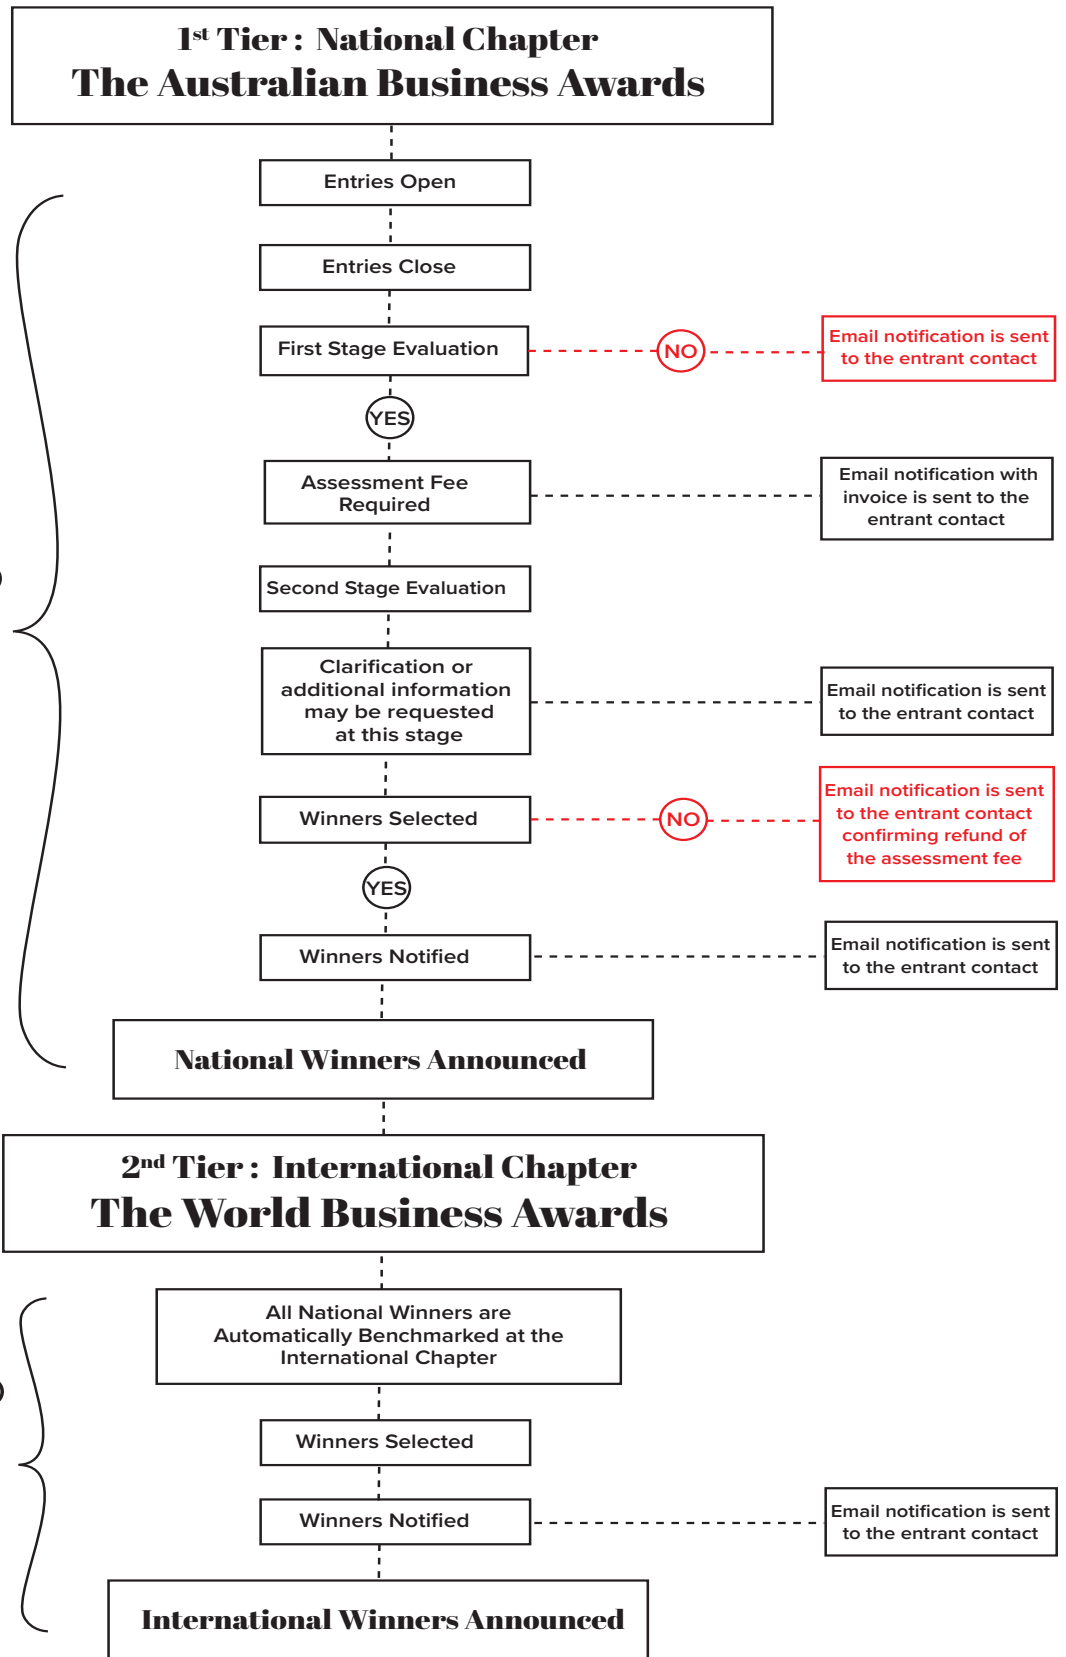 1st Tier : National Chapter
The Australian Business Awards
Entries Open
Entries Close
First Stage Evaluation
NO
Email notification is sent
to the entrant contact
YES
Assessment Fee
Required
Email notification with
invoice is sent to the
entrant contact
Second Stage Evaluation
Clarification or
additional information
may be requested
at this stage
Email notification is sent
to the entrant contact
Winners Selected
NO
Email notification is sent
to the entrant contact
confirming refund of
the assessment fee
YES
Winners Notified
Email notification is sent
to the entrant contact
National Winners Announced
2nd Tier : International Chapter
The World Business Awards
All National Winners are
Automatically Benchmarked at the
International Chapter
Winners Selected
Winners Notified
Email notification is sent
to the entrant contact
International Winners Announced